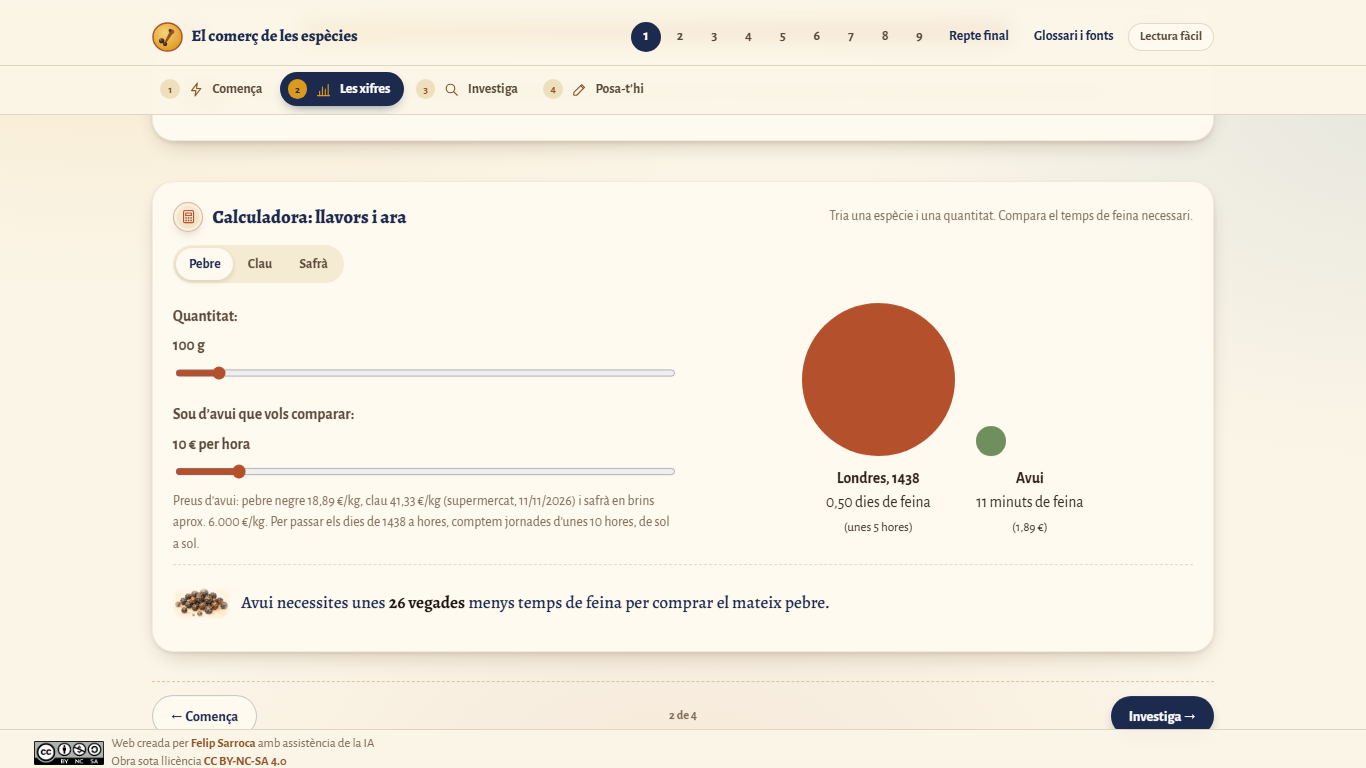 El comerç de les espècies
1 2 3 4 5 6 7 8 9 Repte final Glossari i fonts Lectura fàcil
1 Comença 2 Les xifres 3 Investiga 4 Posa-t'hi
Calculadora: llavors i ara
Tria una espècie i una quantitat. Compara el temps de feina necessari.
Pebre Clau Safrà
Quantitat:
100 g
Sou d'avui que vols comparar:
10 € per hora
Preus d'avui: pebre negre 18,89 €/kg, clau 41,33 €/kg (supermercat, 11/11/2026) i safrà en brins
aprox. 6.000 €/kg. Per passar els dies de 1438 a hores, comptem jornades d'unes 10 hores, de sol
a sol.
Londres, 1438
0,50 dies de feina
(unes 5 hores)
Avui
11 minuts de feina
(1,89 €)
Avui necessites unes 26 vegades menys temps de feina per comprar el mateix pebre.
← Comença
2 de 4
Investiga →
CC BY NC SA
Web creada per Felip Sarroca amb assistència de la IA
Obra sota llicència CC BY-NC-SA 4.0